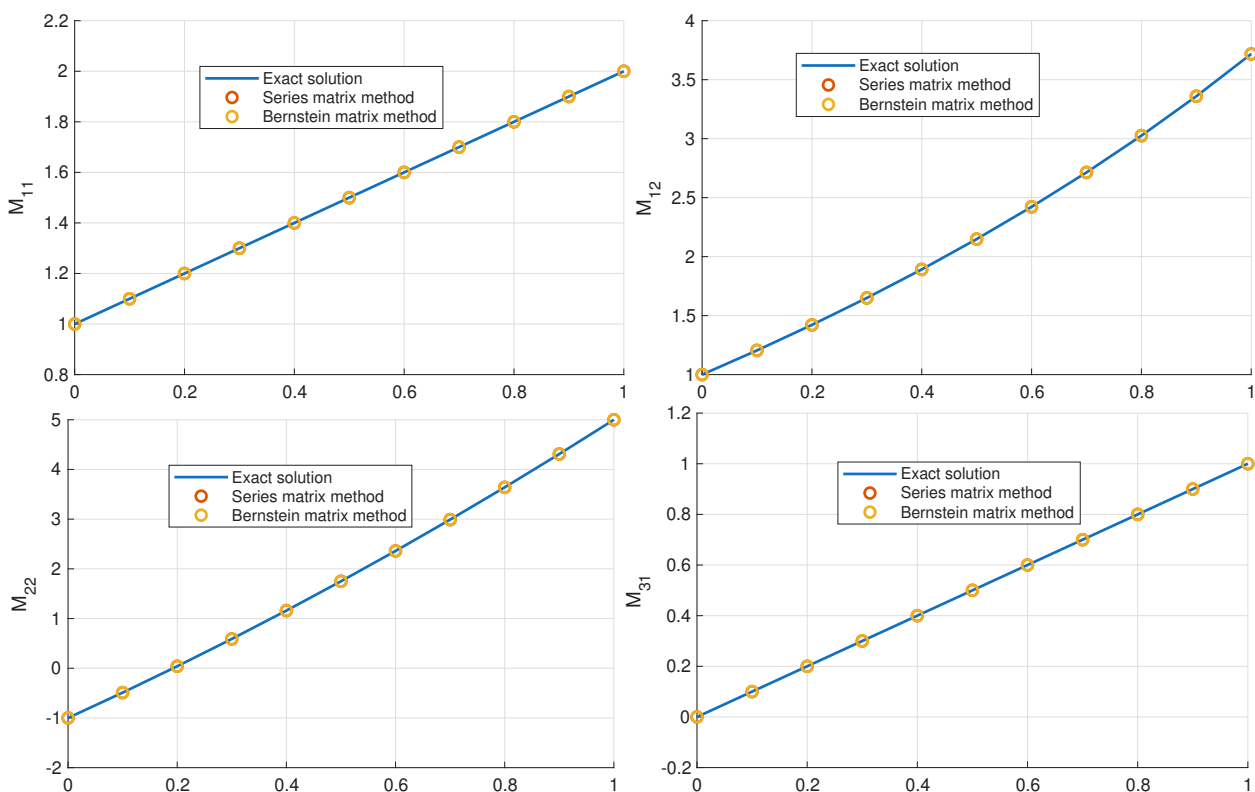 2.2
2
1.8
1.6
1.4
1.2
1
0.8
M11
Exact solution
Series matrix method
Bernstein matrix method
0 0.2 0.4 0.6 0.8 1
4
3.5
3
2.5
2
1.5
1
M12
Exact solution
Series matrix method
Bernstein matrix method
0 0.2 0.4 0.6 0.8 1
5
4
3
2
1
0
-1
-2
M22
Exact solution
Series matrix method
Bernstein matrix method
0 0.2 0.4 0.6 0.8 1
1.2
1
0.8
0.6
0.4
0.2
0
-0.2
M31
Exact solution
Series matrix method
Bernstein matrix method
0 0.2 0.4 0.6 0.8 1